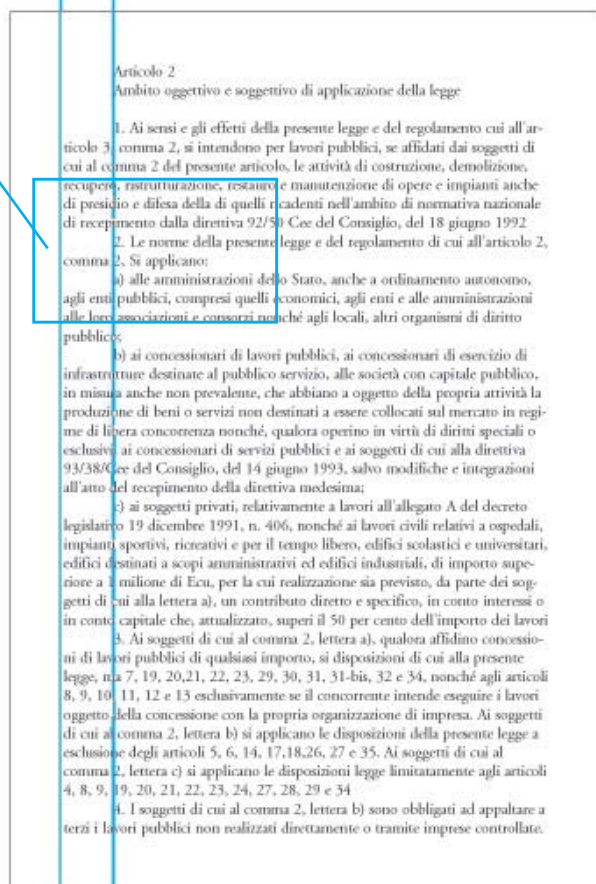 Articolo 2
Ambito oggettivo e soggettivo di applicazione della legge
1. Ai sensi e gli effetti della presente legge e del regolamento cui all'ar-
ticolo 3, comma 2, si intendono per lavori pubblici, se affidati dai soggetti di
cui al comma 2 del presente articolo, le attività di costruzione, demolizione,
recupero, ristrutturazione, restauro e manutenzione di opere e impianti anche
di presidio e difesa della di quelli ricadenti nell'ambito di normativa nazionale
di recepimento dalla direttiva 92/50 Cee del Consiglio, del 18 giugno 1992
2. Le norme della presente legge e del regolamento di cui all'articolo 2,
comma 2, Si applicano:
a) alle amministrazioni dello Stato, anche a ordinamento autonomo,
agli enti pubblici, compresi quelli economici, agli enti e alle amministrazioni
alle loro associazioni e consorzi nonché agli locali, altri organismi di diritto
pubblico;
b) ai concessionari di lavori pubblici, ai concessionari di esercizio di
infrastrutture destinate al pubblico servizio, alle società con capitale pubblico,
in misura anche non prevalente, che abbiano a oggetto della propria attività la
produzione di beni o servizi non destinati a essere collocati sul mercato in regi-
me di libera concorrenza nonché, qualora operino in virtù di diritti speciali o
esclusivi, ai concessionari di servizi pubblici e ai soggetti di cui alla direttiva
93/38/Cee del Consiglio, del 14 giugno 1993, salvo modifiche e integrazioni
all'atto del recepimento della direttiva medesima;
c) ai soggetti privati, relativamente a lavori all'allegato A del decreto
legislativo 19 dicembre 1991, n. 406, nonché ai lavori civili relativi a ospedali,
impianti sportivi, ricreativi e per il tempo libero, edifici scolastici e universitari,
edifici destinati a scopi amministrativi ed edifici industriali, di importo supe-
riore a 1 milione di Ecu, per la cui realizzazione sia previsto, da parte dei sog-
getti di cui alla lettera a), un contributo diretto e specifico, in conto interessi o
in conto capitale che, attualizzato, superi il 50 per cento dell'importo dei lavori
3. Ai soggetti di cui al comma 2, lettera a), qualora affidino concessio-
ni di lavori pubblici di qualsiasi importo, si disposizioni di cui alla presente
legge, ma 7, 19, 20,21, 22, 23, 29, 30, 31, 31-bis, 32 e 34, nonché agli articoli
8, 9, 10, 11, 12 e 13 esclusivamente se il concorrente intende eseguire i lavori
oggetto della concessione con la propria organizzazione di impresa. Ai soggetti
di cui al comma 2, lettera b) si applicano le disposizioni della presente legge a
esclusione degli articoli 5, 6, 14, 17,18,26, 27 e 35. Ai soggetti di cui al
comma 2, lettera c) si applicano le disposizioni legge limitatamente agli articoli
4, 8, 9, 19, 20, 21, 22, 23, 24, 27, 28, 29 e 34
4. I soggetti di cui al comma 2, lettera b) sono obbligati ad appaltare a
terzi i lavori pubblici non realizzati direttamente o tramite imprese controllate.